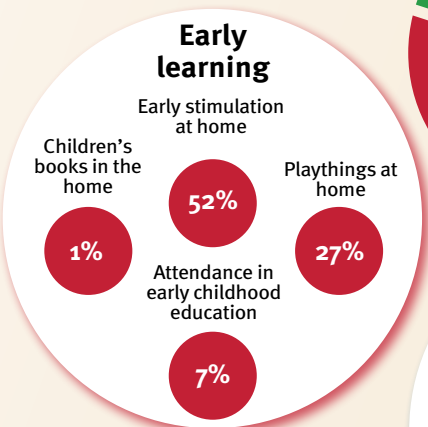 Early
learning
Early stimulation
at home
52%
Children’s
books in the
home
1%
Playthings at
home
27%
Attendance in
early childhood
education
7%